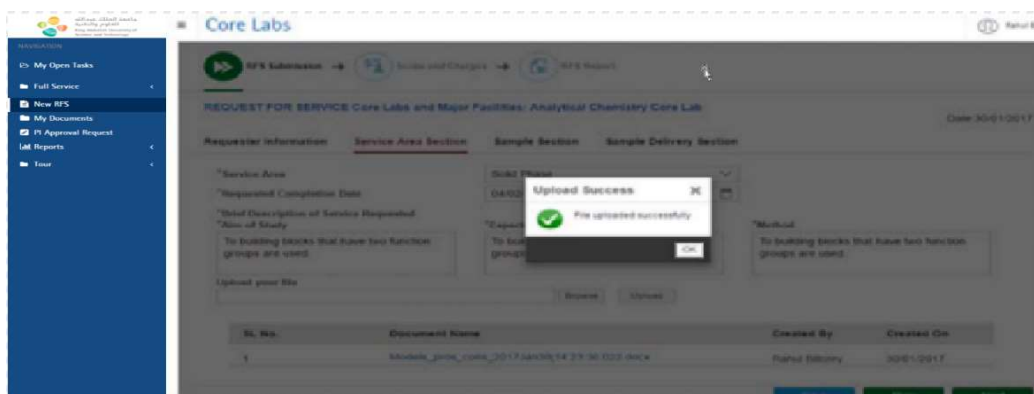 Core Labs
NAVIGATION
My Open Tasks
Full Service
New RFS
My Documents
PI Approval Request
Reports
Tour
RFS Submission
RFS Report
REQUEST FOR SERVICE Core Labs and Major Facilities: Analytical Chemistry Core Lab
Date:30/01/2017
Requester Information Service Area Section Sample Section Sample Delivery Section
*Service Area Solid Phase
*Requested Completion Date 04/02
*Brief Description of Service Requested
*Aim of Study *Method
To building blocks that have two function groups are used.
To building blocks that have two function groups are used.
Upload Success
File uploaded successfully
OK
Upload your file
Browse Upload
SL No. Document Name Created By Created On
1 30/01/2017